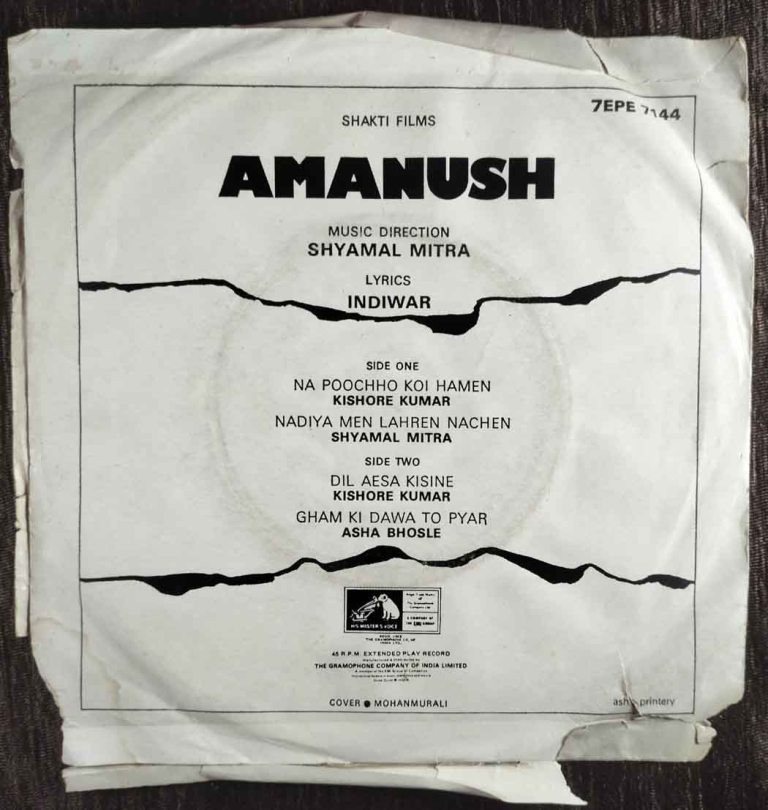 7EPE 7144
SHAKTI FILMS
AMANUSH
MUSIC DIRECTION
SHYAMAL MITRA
LYRICS
INDIWAR
SIDE ONE
NA POOCHHO KOI HAMEN
KISHORE KUMAR
NADIYA MEN LAHREN NACHEN
SHYAMAL MITRA
SIDE TWO
DIL AESA KISINE
KISHORE KUMAR
GHAM KI DAWA TO PYAR
ASHA BHOSLE
HIS MASTER'S VOICE
45 R.P.M. EXTENDED PLAY RECORD
THE GRAMOPHONE COMPANY OF INDIA LIMITED
COVER ● MOHANMURALI
printery